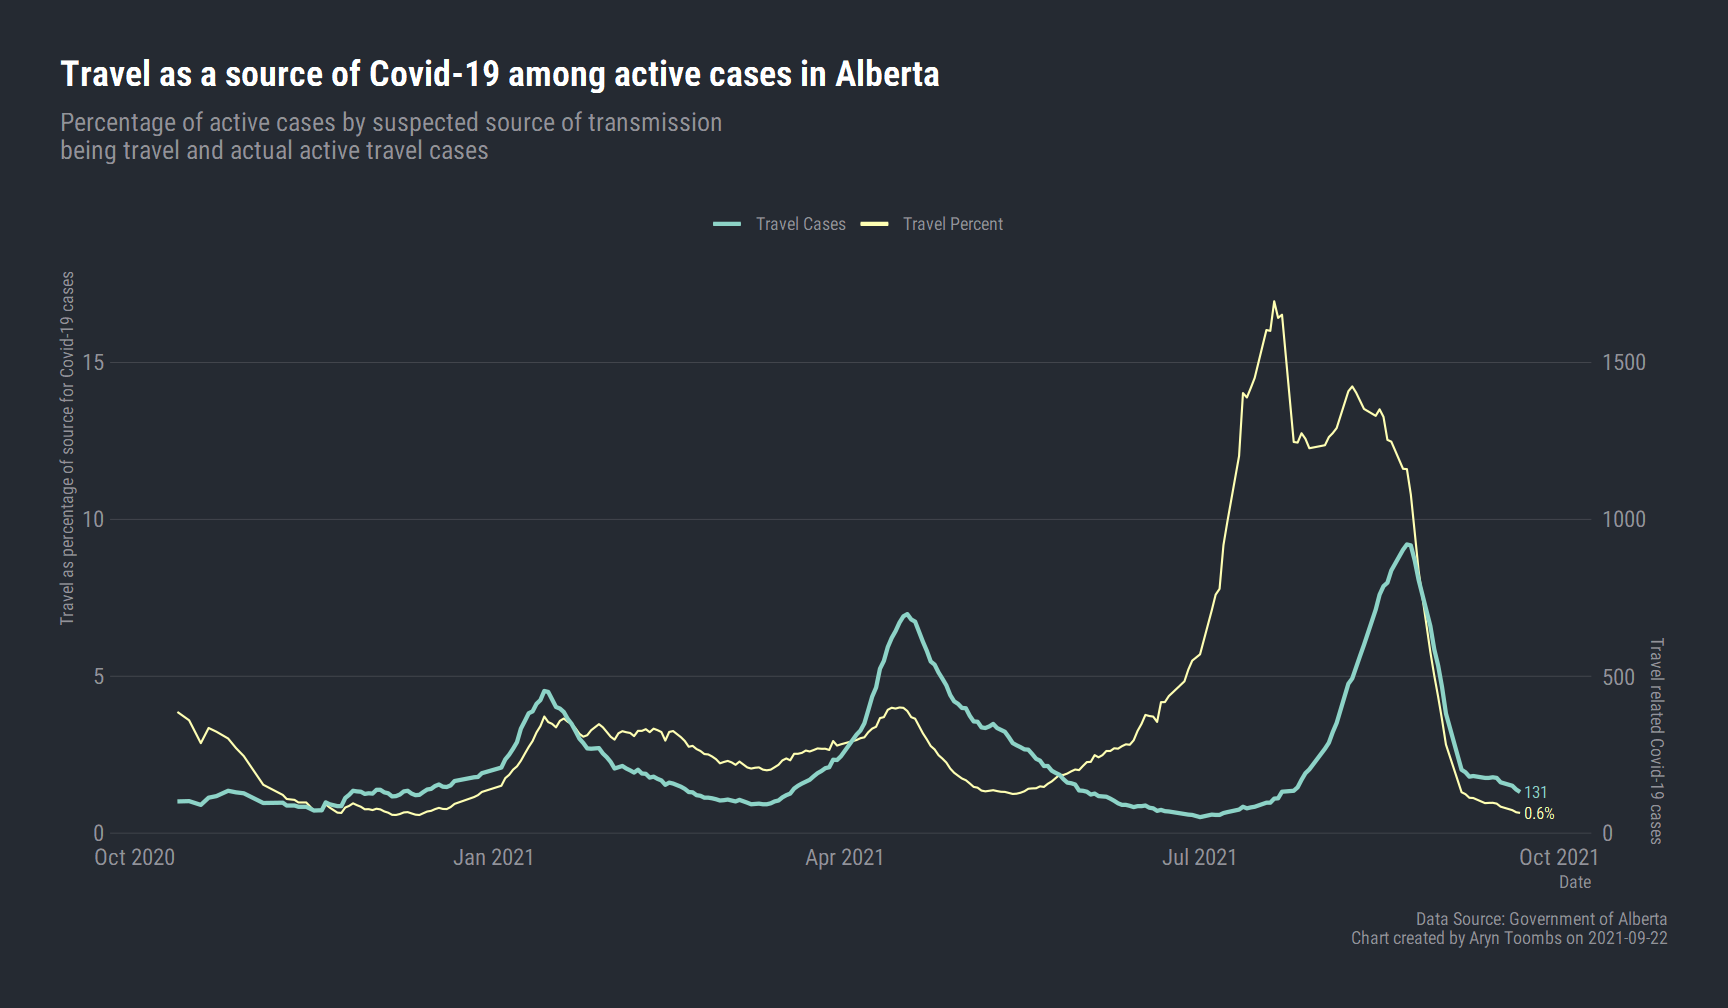 Travel as a source of Covid-19 among active cases in Alberta
Percentage of active cases by suspected source of transmission
being travel and actual active travel cases
Travel Cases
Travel Percent
Travel as percentage of source for Covid-19 cases
15
10
5
0
1500
1000
500
0
Travel related Covid-19 cases
131
0.6%
Oct 2020
Jan 2021
Apr 2021
Jul 2021
Oct 2021
Date
Data Source: Government of Alberta
Chart created by Aryn Toombs on 2021-09-22